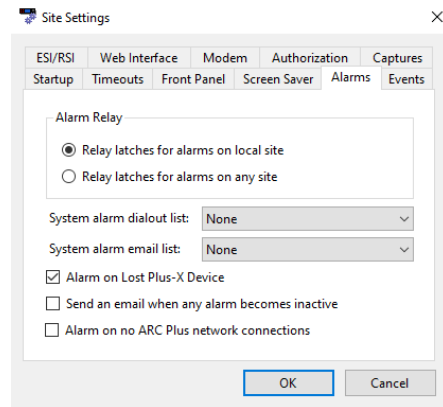 Site Settings
ESI/RSI Web Interface Modem Authorization Captures
Startup Timeouts Front Panel Screen Saver Alarms Events
Alarm Relay
Relay latches for alarms on local site
Relay latches for alarms on any site
System alarm dialout list: None
System alarm email list: None
Alarm on Lost Plus-X Device
Send an email when any alarm becomes inactive
Alarm on no ARC Plus network connections
OK Cancel